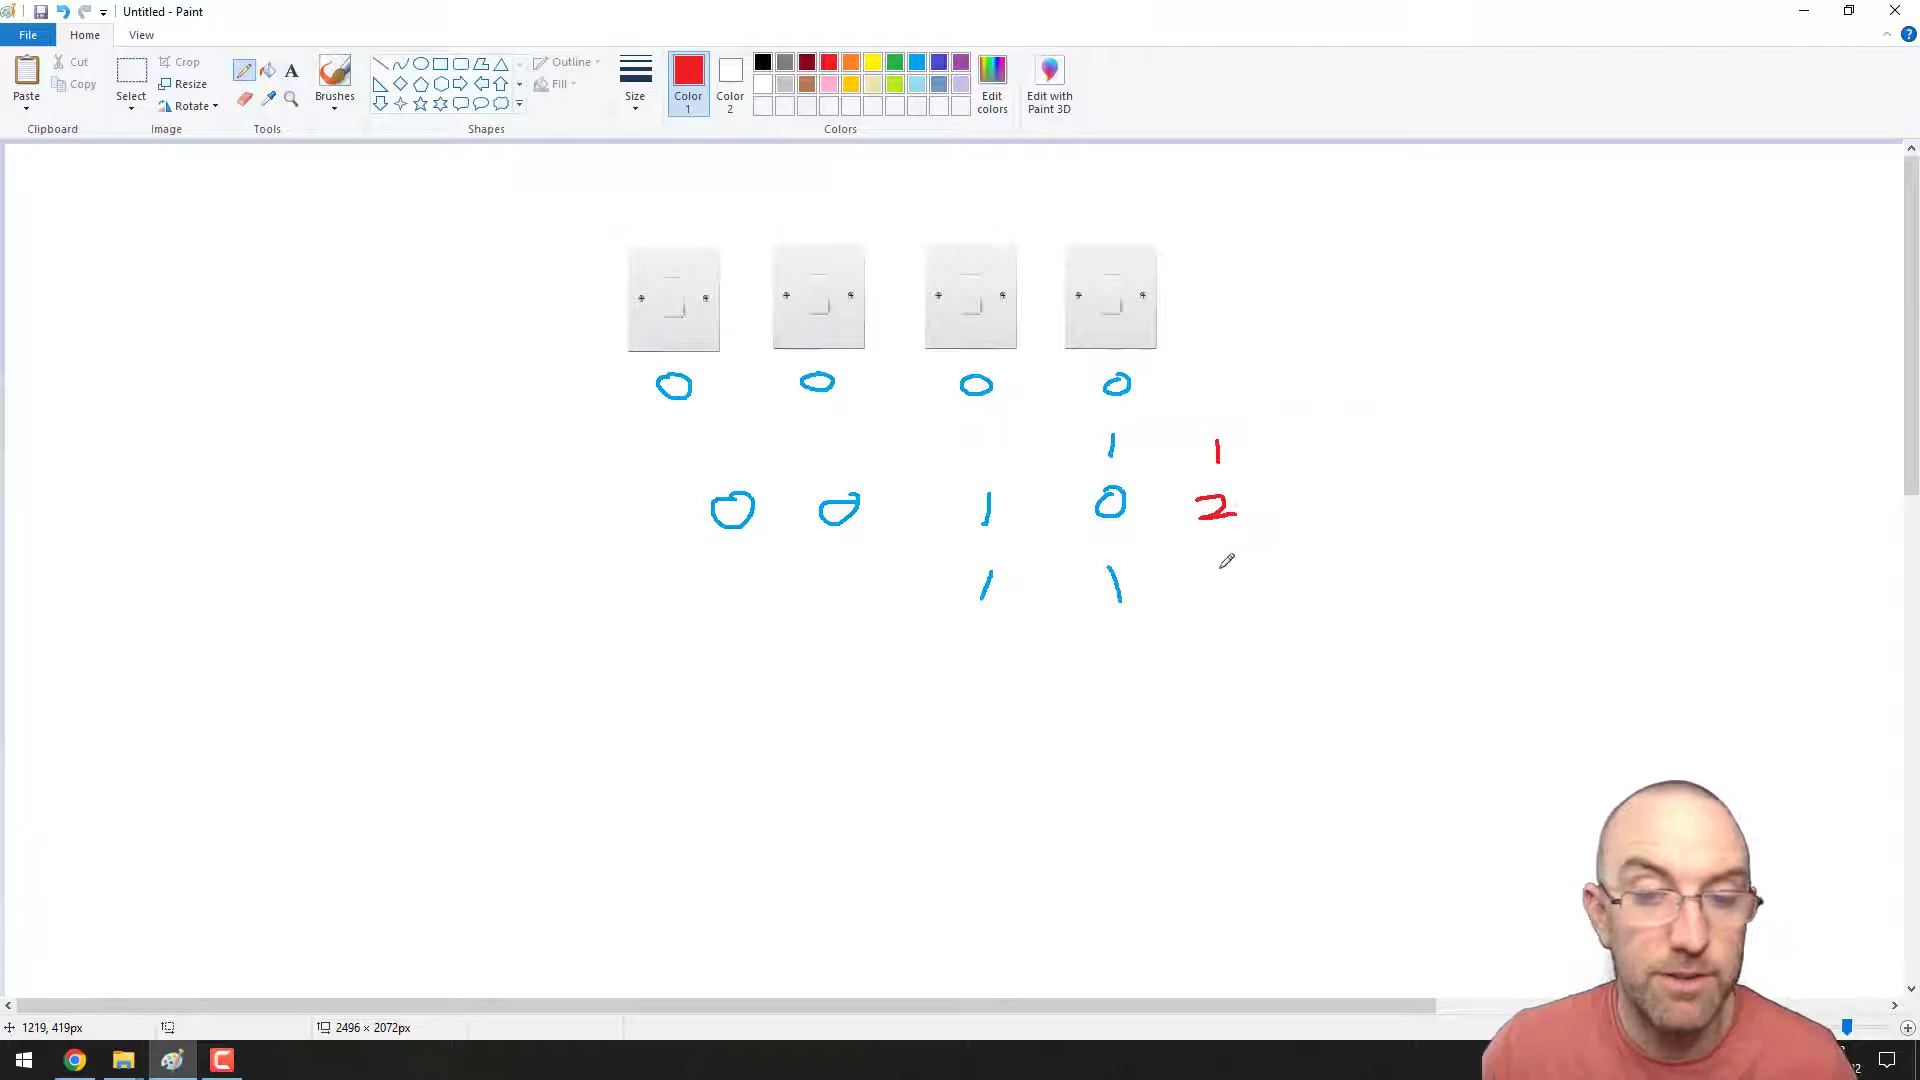 Untitled - Paint
File Home View
Paste
Cut
Copy
Clipboard
Select
Crop
Resize
Rotate
Image
Tools
Brushes
Shapes
Outline
Fill
Size
Color 1
Color 2
Colors
Edit colors
Edit with Paint 3D
0 0 0 0
1 1
0 0 1 0 2
1 1
1219, 419px
2496 × 2072px